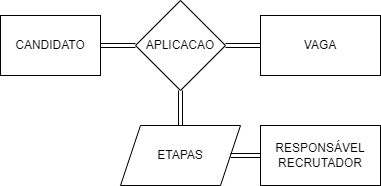 CANDIDATO
APLICACAO
VAGA
ETAPAS
RESPONSÁVEL
RECRUTADOR